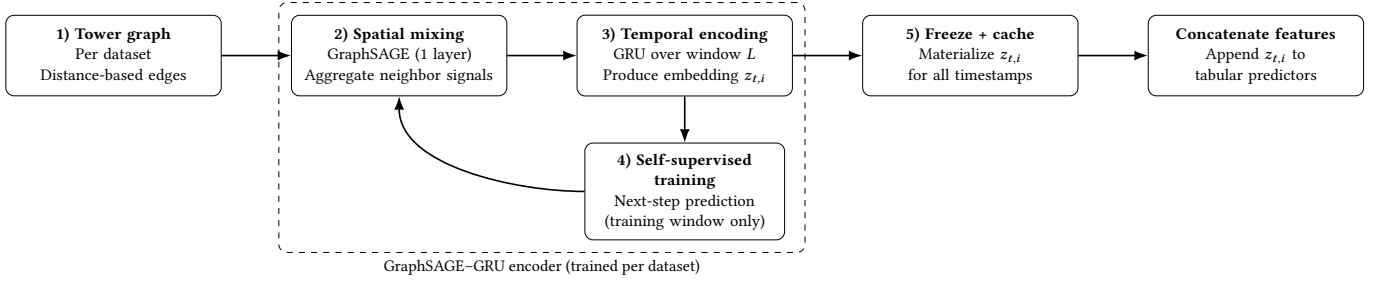 1) Tower graph
Per dataset
Distance-based edges
2) Spatial mixing
GraphSAGE (1 layer)
Aggregate neighbor signals
3) Temporal encoding
GRU over window L
Produce embedding z_{t,i}
4) Self-supervised
training
Next-step prediction
(training window only)
5) Freeze + cache
Materialize z_{t,i}
for all timestamps
Concatenate features
Append z_{t,i} to
tabular predictors
GraphSAGE–GRU encoder (trained per dataset)